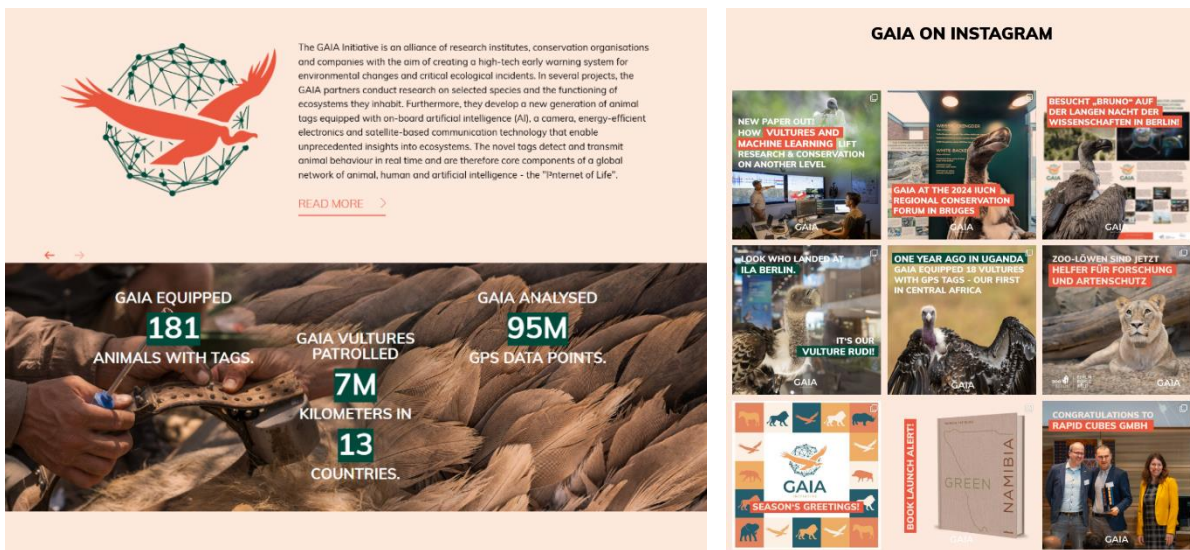 The GAIA Initiative is an alliance of research institutes, conservation organisations
and companies with the aim of creating a high-tech early warning system for
environmental changes and critical ecological incidents. In several projects, the
GAIA partners conduct research on selected species and the functioning of
ecosystems they inhabit. Furthermore, they develop a new generation of animal
tags equipped with on-board artificial intelligence (AI), a camera, energy-efficient
electronics and satellite-based communication technology that enable
unprecedented insights into ecosystems. The novel tags detect and transmit
animal behaviour in real time and are therefore core components of a global
network of animal, human and artificial intelligence - the "Internet of Life".
READ MORE
GAIA EQUIPPED
181
ANIMALS WITH TAGS.
GAIA VULTURES
PATROLLED
7M
KILOMETERS IN
13
COUNTRIES.
GAIA ANALYSED
95M
GPS DATA POINTS.
GAIA ON INSTAGRAM
NEW PAPER OUT!
HOW VULTURES AND
MACHINE LEARNING LIFT
RESEARCH & CONSERVATION
ON ANOTHER LEVEL
GAIA
GAIA AT THE 2024 IUCN
REGIONAL CONSERVATION
FORUM IN BRUGES
GAIA
BESUCHT „BRUNO“ AUF
DER LANGEN NACHT DER
WISSENSCHAFTEN IN BERLIN!
GAIA
LOOK WHO LANDED AT
ILA BERLIN.
IT'S OUR
VULTURE RUDI!
GAIA
ONE YEAR AGO IN UGANDA
GAIA EQUIPPED 18 VULTURES
WITH GPS TAGS - OUR FIRST
IN CENTRAL AFRICA
GAIA
ZOO-LÖWEN SIND JETZT
HELFER FÜR FORSCHUNG
UND ARTENSCHUTZ
GAIA
GAIA
SEASON'S GREETINGS!
BOOK LAUNCH ALERT!
GREEN
NAMIBIA
GAIA
CONGRATULATIONS TO
RAPID CUBES GMBH
GAIA